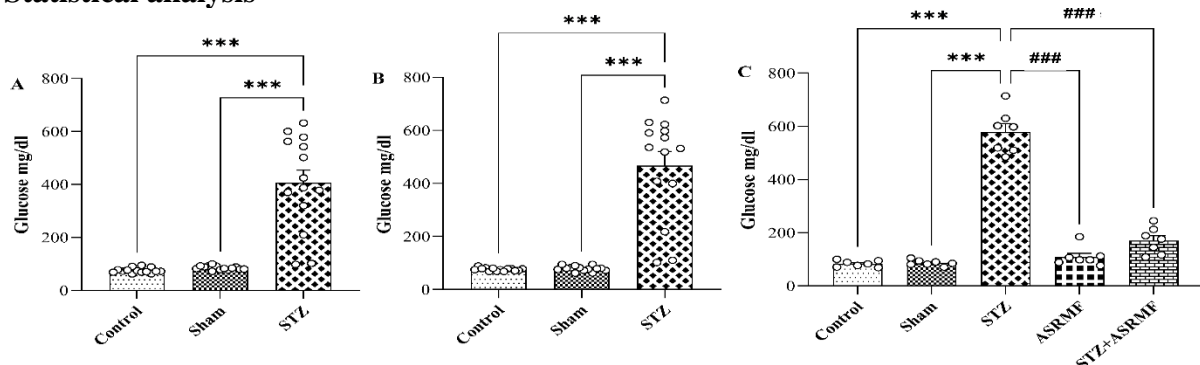 Statistical analysis
A
***
***
Glucose mg/dl
800
600
400
200
0
Control
Sham
STZ
B
***
***
Glucose mg/dl
800
600
400
200
0
Control
Sham
STZ
C
***
###
***
###
Glucose mg/dl
800
600
400
200
0
Control
Sham
STZ
ASRMF
STZ+ASRMF